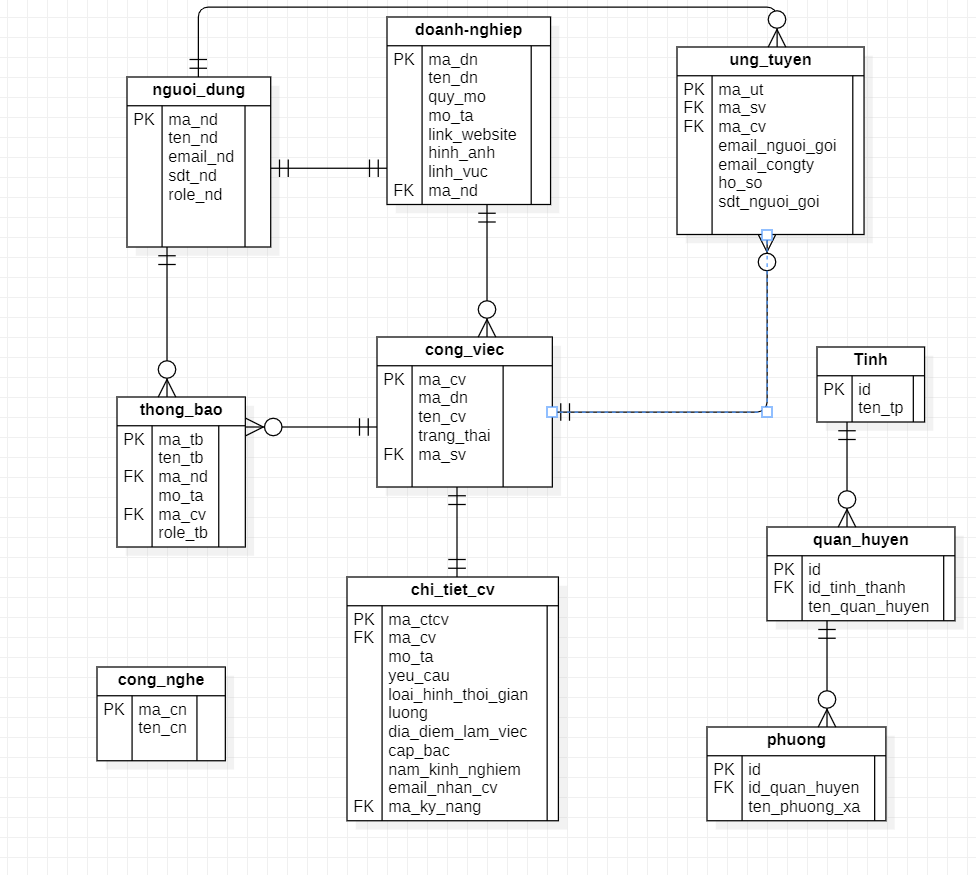 doanh-nghiep
PK ma_dn
ten_dn
quy_mo
mo_ta
link_website
hinh_anh
linh_vuc
FK ma_nd
ung_tuyen
PK ma_ut
FK ma_sv
FK ma_cv
email_nguoi_goi
email_congty
ho_so
sdt_nguoi_goi
nguoi_dung
PK ma_nd
ten_nd
email_nd
sdt_nd
role_nd
cong_viec
PK ma_cv
ma_dn
ten_cv
trang_thai
FK ma_sv
Tinh
PK id
ten_tp
thong_bao
PK ma_tb
ten_tb
FK ma_nd
mo_ta
FK ma_cv
role_tb
quan_huyen
PK id
FK id_tinh_thanh
ten_quan_huyen
chi_tiet_cv
PK ma_ctcv
FK ma_cv
mo_ta
yeu_cau
loai_hinh_thoi_gian
luong
dia_diem_lam_viec
cap_bac
nam_kinh_nghiem
email_nhan_cv
FK ma_ky_nang
cong_nghe
PK ma_cn
ten_cn
phuong
PK id
FK id_quan_huyen
ten_phuong_xa